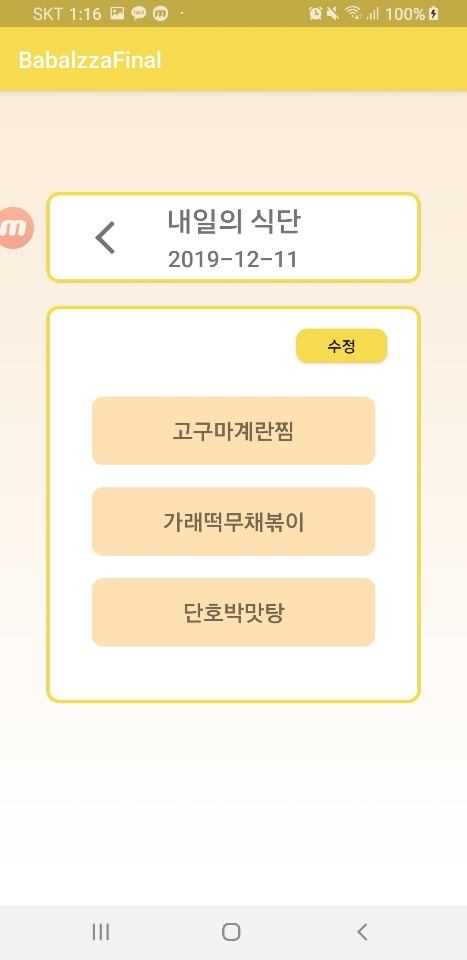 SKT 1:16 100%
BabalzzaFinal
내일의 식단
2019-12-11
수정
고구마계란찜
가래떡무채볶이
단호박맛탕